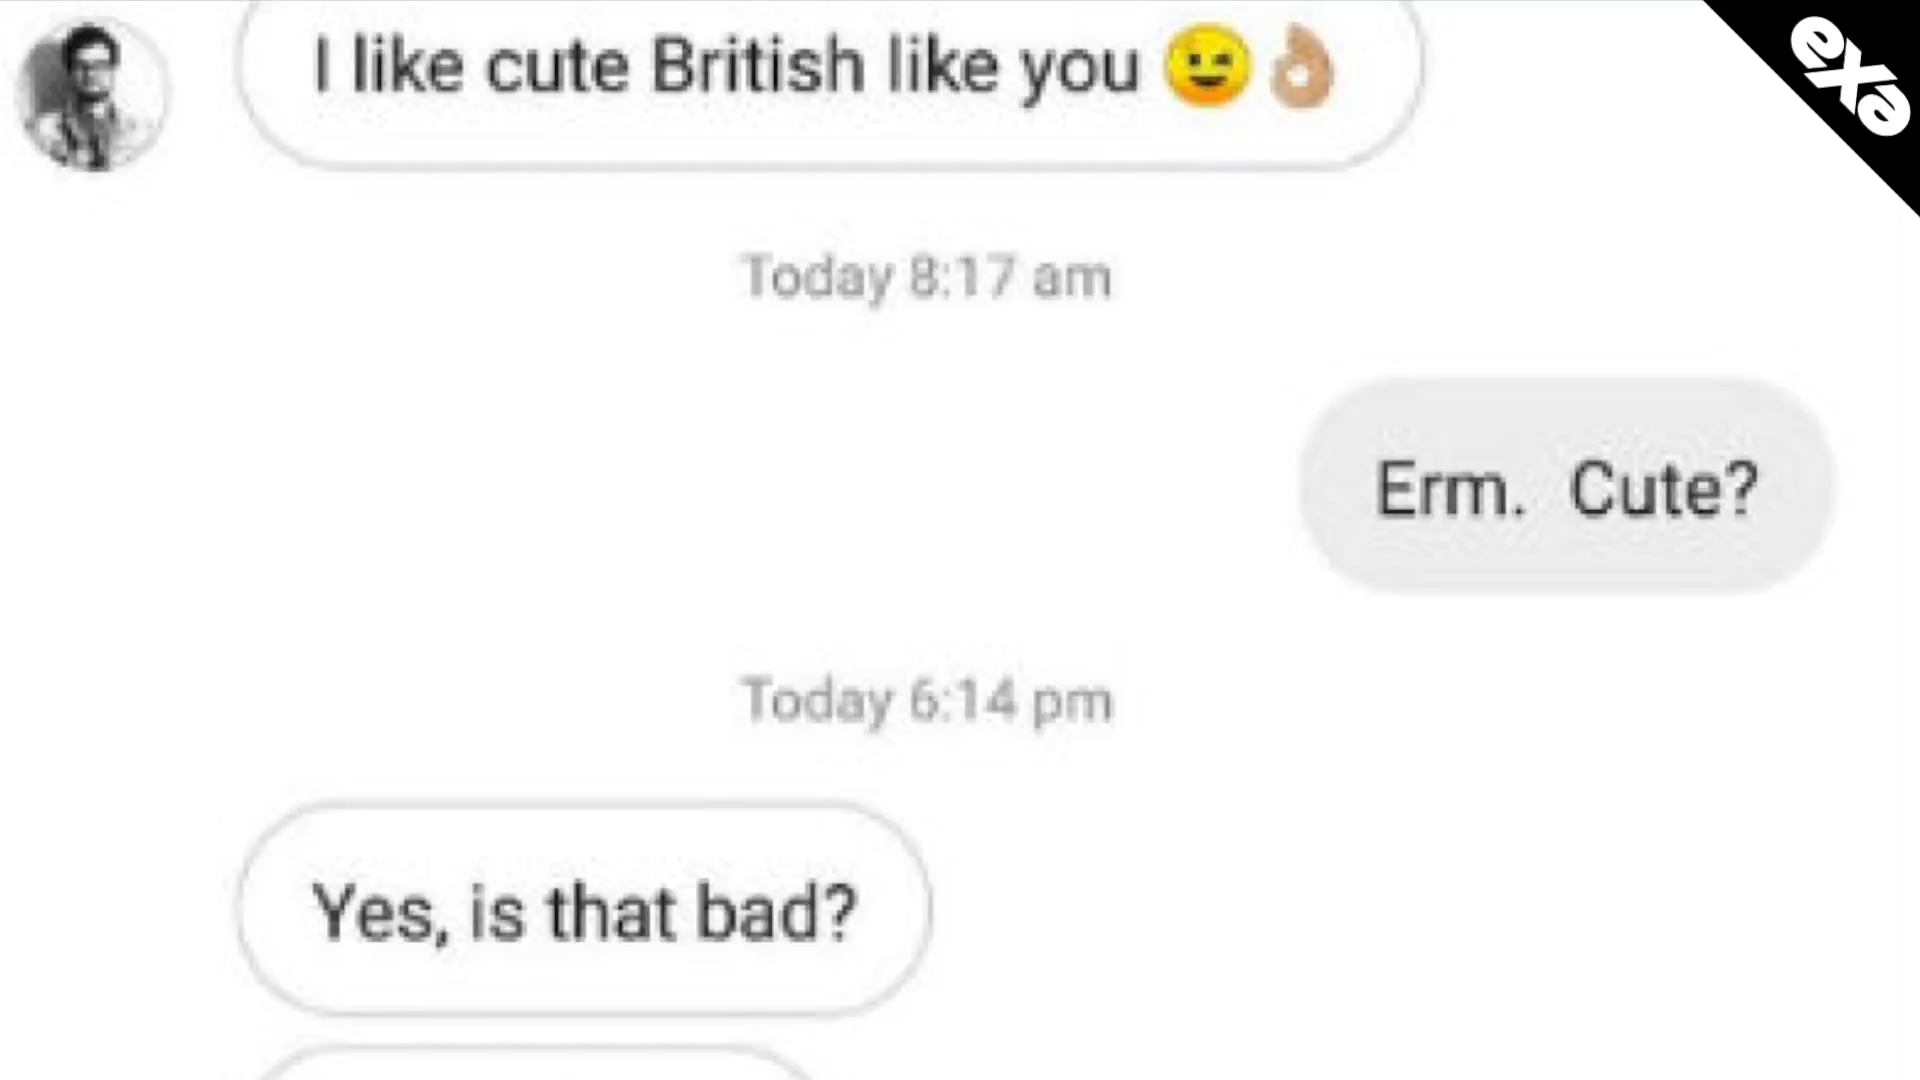 I like cute British like you 😉👌🏼
exa
Today 8:17 am
Erm. Cute?
Today 6:14 pm
Yes, is that bad?